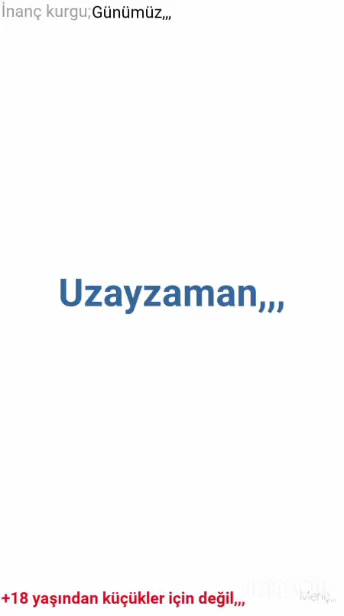 İnanç kurgu;Günümüz,,,
Uzayzaman,,,
+18 yaşından küçükler için değil,,,